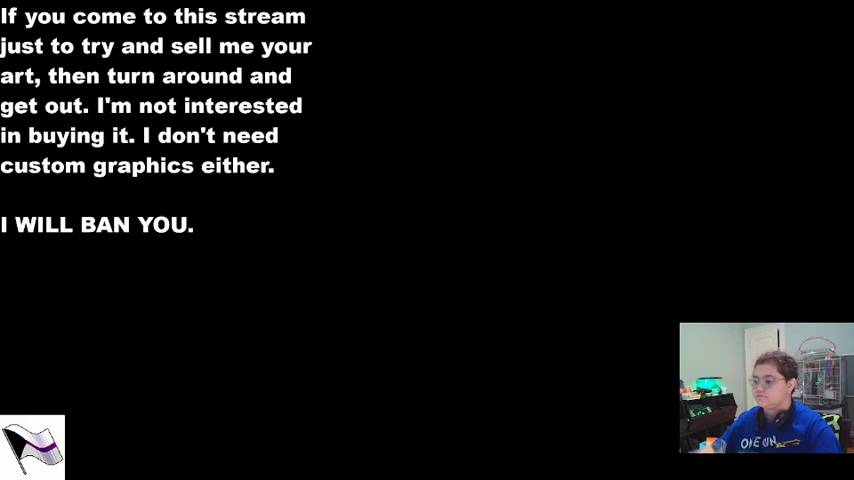 If you come to this stream
just to try and sell me your
art, then turn around and
get out. I'm not interested
in buying it. I don't need
custom graphics either.
I WILL BAN YOU.